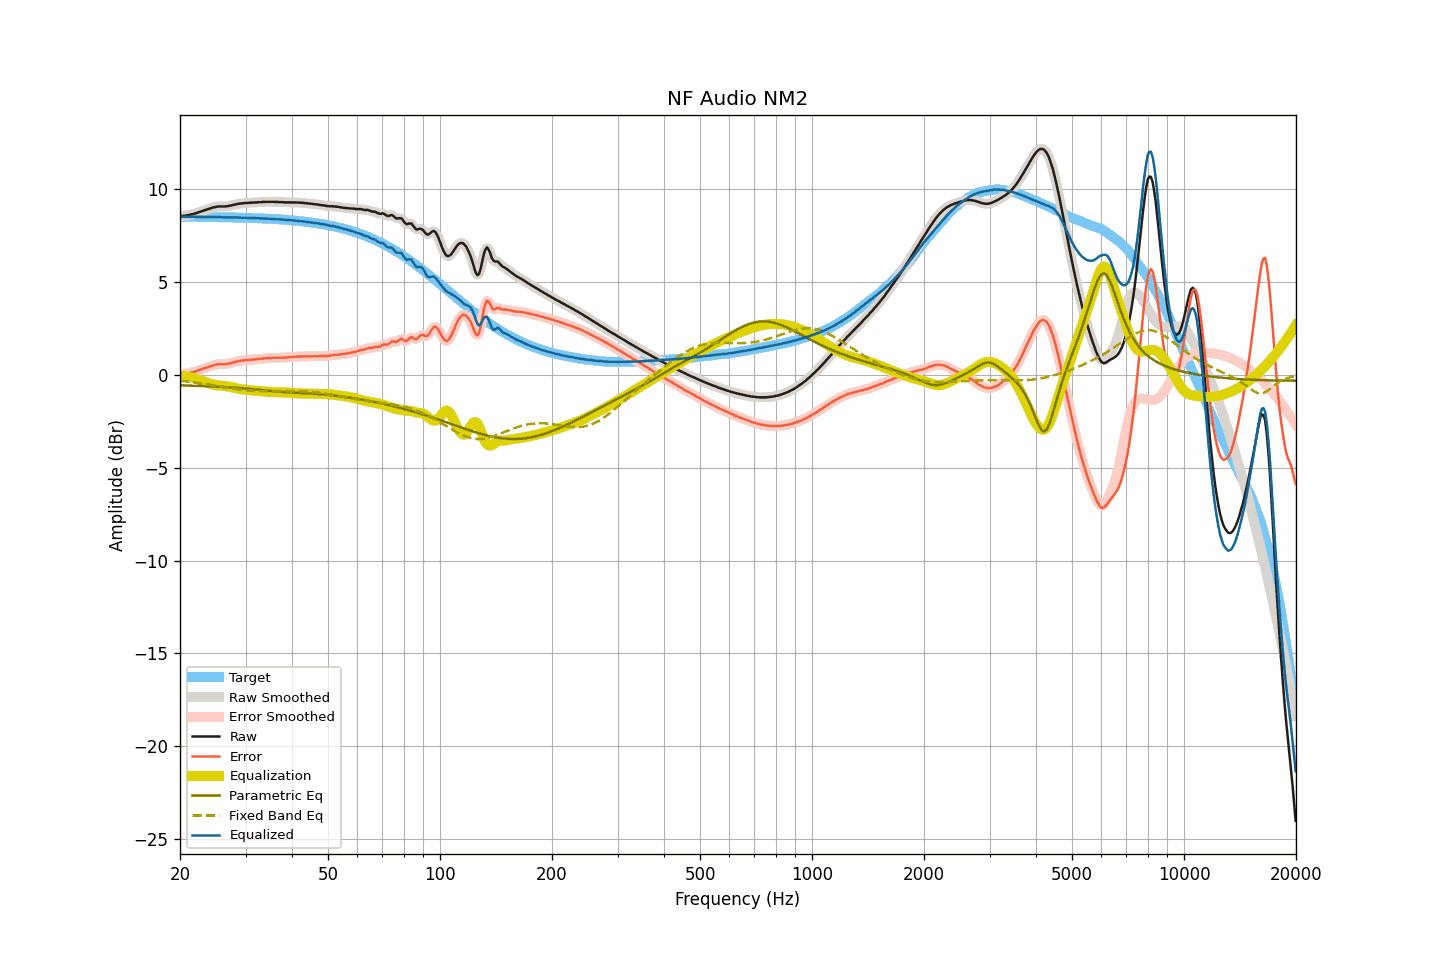 NF Audio NM2
10
5
0
−5
−10
−15
−20
−25
Amplitude (dBr)
Target
Raw Smoothed
Error Smoothed
Raw
Error
Equalization
Parametric Eq
Fixed Band Eq
Equalized
20 50 100 200 500 1000 2000 5000 10000 20000
Frequency (Hz)